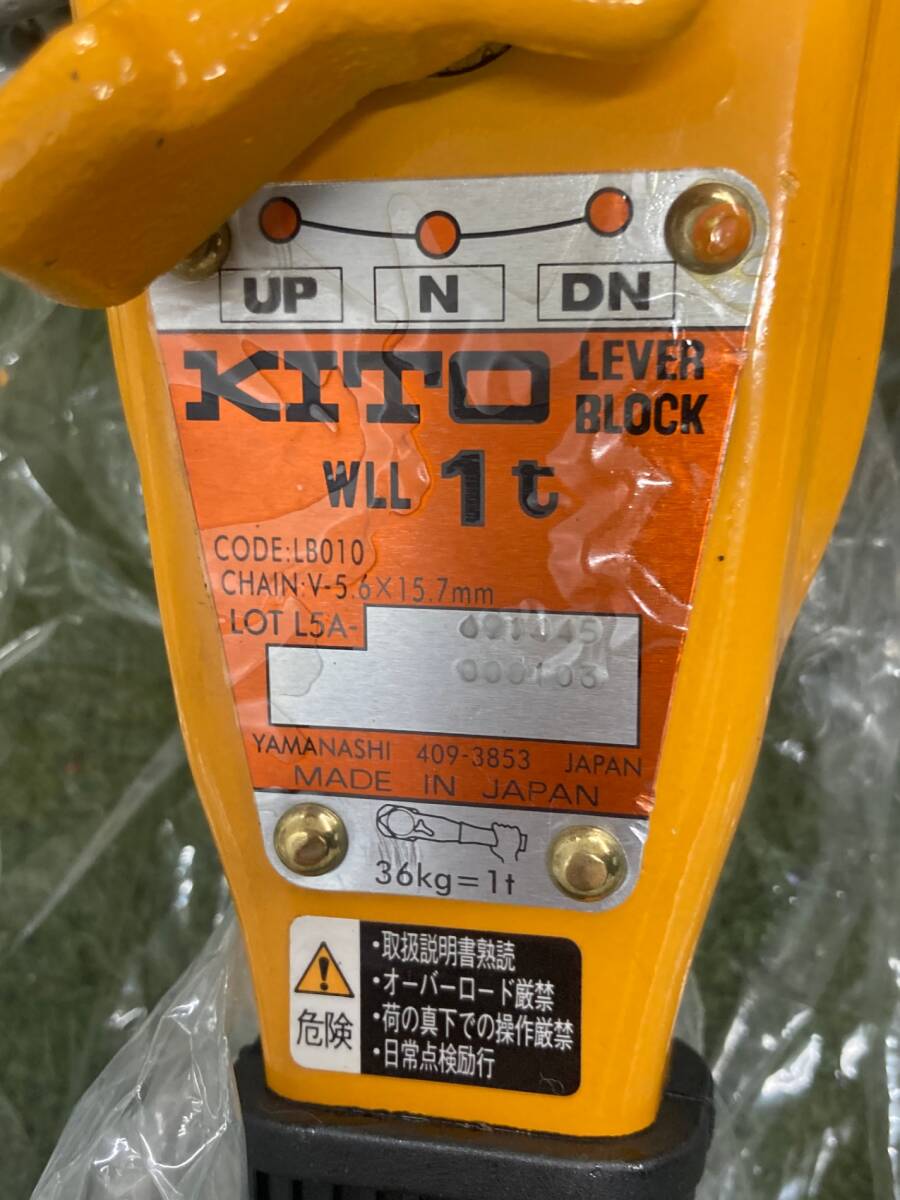 UP N DN
KITO LEVER BLOCK
WLL 1t
CODE:LB010
CHAIN:V-5.6×15.7mm
LOT L5A-
000103
YAMANASHI 409-3853 JAPAN
MADE IN JAPAN
36kg=1t
危険
・取扱説明書熟読
・オーバーロード厳禁
・荷の真下での操作厳禁
・日常点検励行